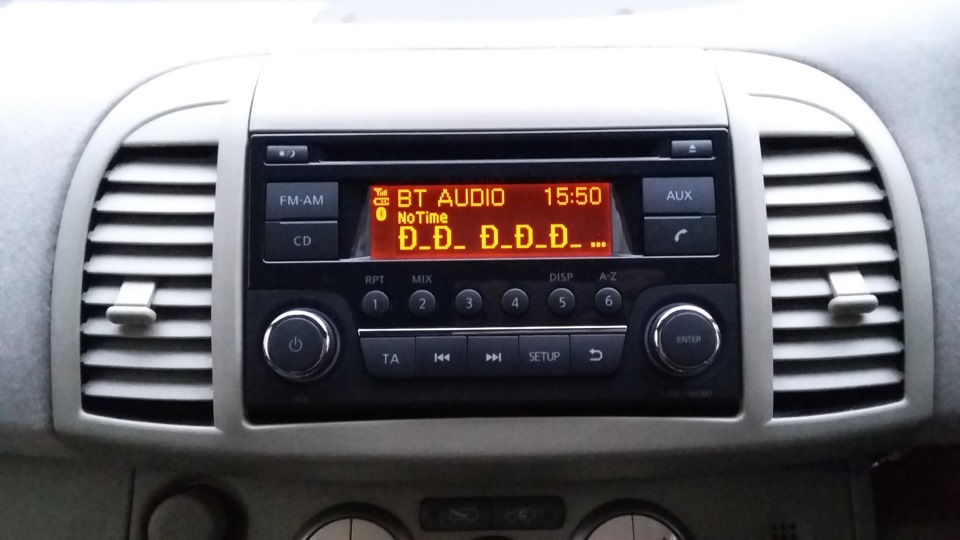 FM·AM
CD
BT AUDIO 15:50
NoTime
Đ_Đ_ Đ_Đ_Đ_ ...
AUX
RPT MIX DISP A-Z
1 2 3 4 5 6
ENTER
TA SETUP